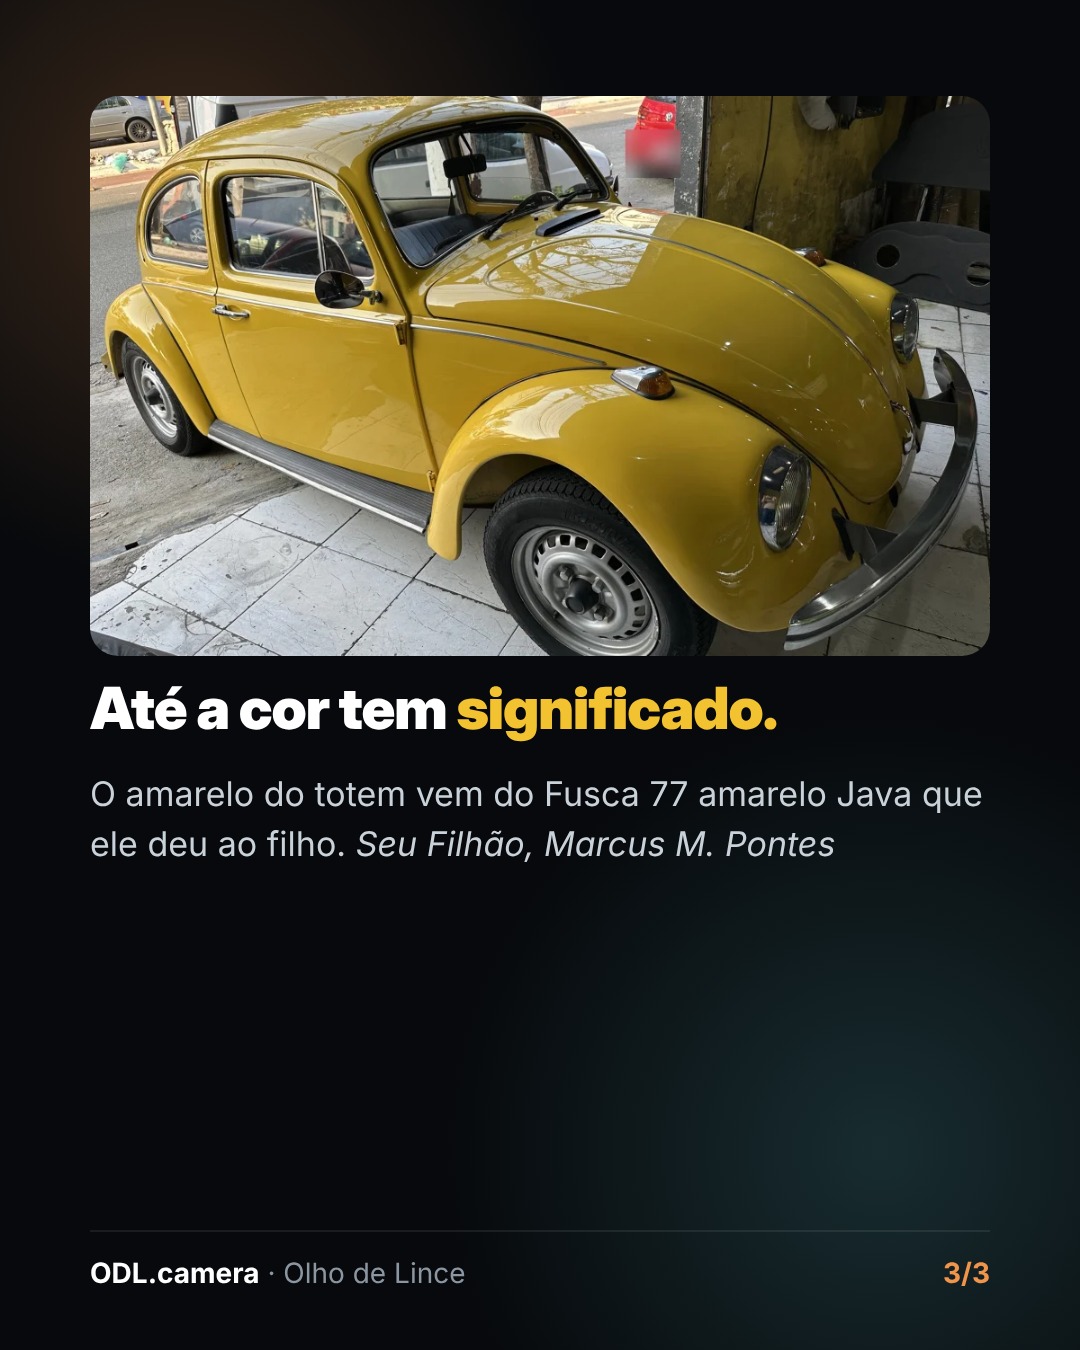 Até a cor tem significado.
O amarelo do totem vem do Fusca 77 amarelo Java que
ele deu ao filho. Seu Filhão, Marcus M. Pontes
ODL.camera · Olho de Lince
3/3